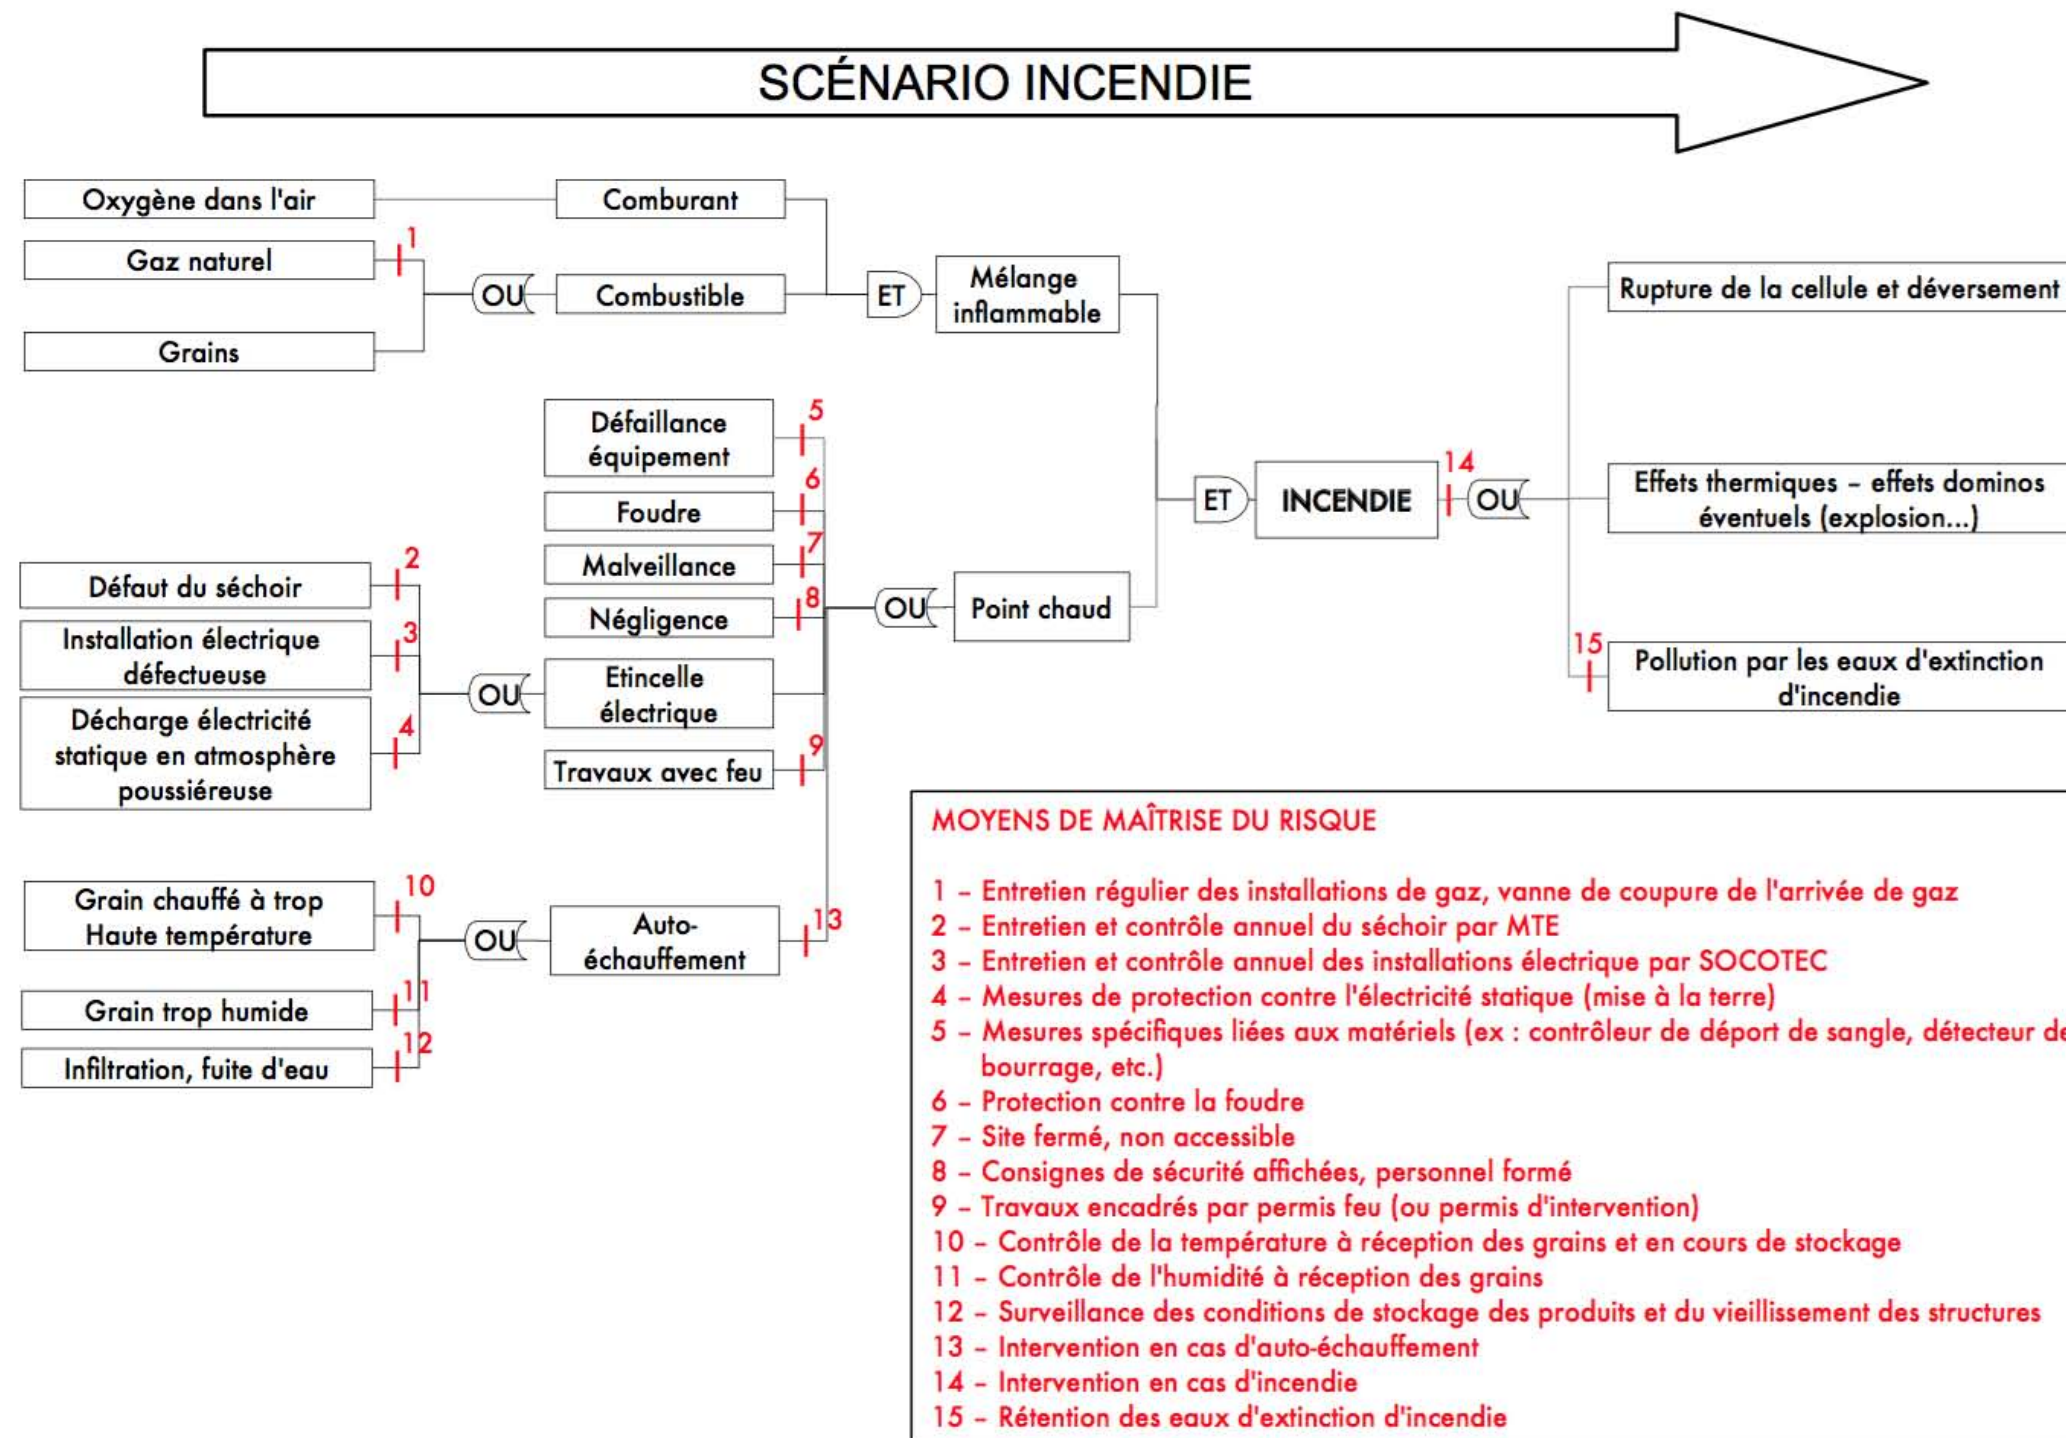 SCÉNARIO INCENDIE
Oxygène dans l'air
Comburant
Gaz naturel
1
OU
Combustible
ET
Mélange
inflammable
Grains
Rupture de la cellule et déversement
Défaillance
équipement
5
Foudre
6
Malveillance
7
Négligence
8
Défaut du séchoir
2
Installation électrique
défectueuse
3
Décharge électricité
statique en atmosphère
poussiéreuse
4
OU
Etincelle
électrique
Travaux avec feu
9
OU
Point chaud
ET
INCENDIE
14
OU
Effets thermiques – effets dominos
éventuels (explosion...)
15
Pollution par les eaux d'extinction
d'incendie
Grain chauffé à trop
Haute température
10
Grain trop humide
11
Infiltration, fuite d'eau
12
OU
Auto-
échauffement
13
MOYENS DE MAÎTRISE DU RISQUE
1 – Entretien régulier des installations de gaz, vanne de coupure de l'arrivée de gaz
2 – Entretien et contrôle annuel du séchoir par MTE
3 – Entretien et contrôle annuel des installations électrique par SOCOTEC
4 – Mesures de protection contre l'électricité statique (mise à la terre)
5 – Mesures spécifiques liées aux matériels (ex : contrôleur de déport de sangle, détecteur de
bourrage, etc.)
6 – Protection contre la foudre
7 – Site fermé, non accessible
8 – Consignes de sécurité affichées, personnel formé
9 – Travaux encadrés par permis feu (ou permis d'intervention)
10 – Contrôle de la température à réception des grains et en cours de stockage
11 – Contrôle de l'humidité à réception des grains
12 – Surveillance des conditions de stockage des produits et du vieillissement des structures
13 – Intervention en cas d'auto-échauffement
14 – Intervention en cas d'incendie
15 – Rétention des eaux d'extinction d'incendie